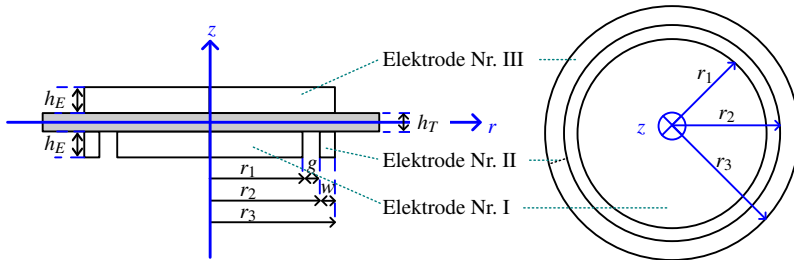 z
Elektrode Nr. III
h_E
h_T
r
h_E
Elektrode Nr. II
r_1
g
r_2
w
Elektrode Nr. I
r_3
r_1
z
r_2
r_3